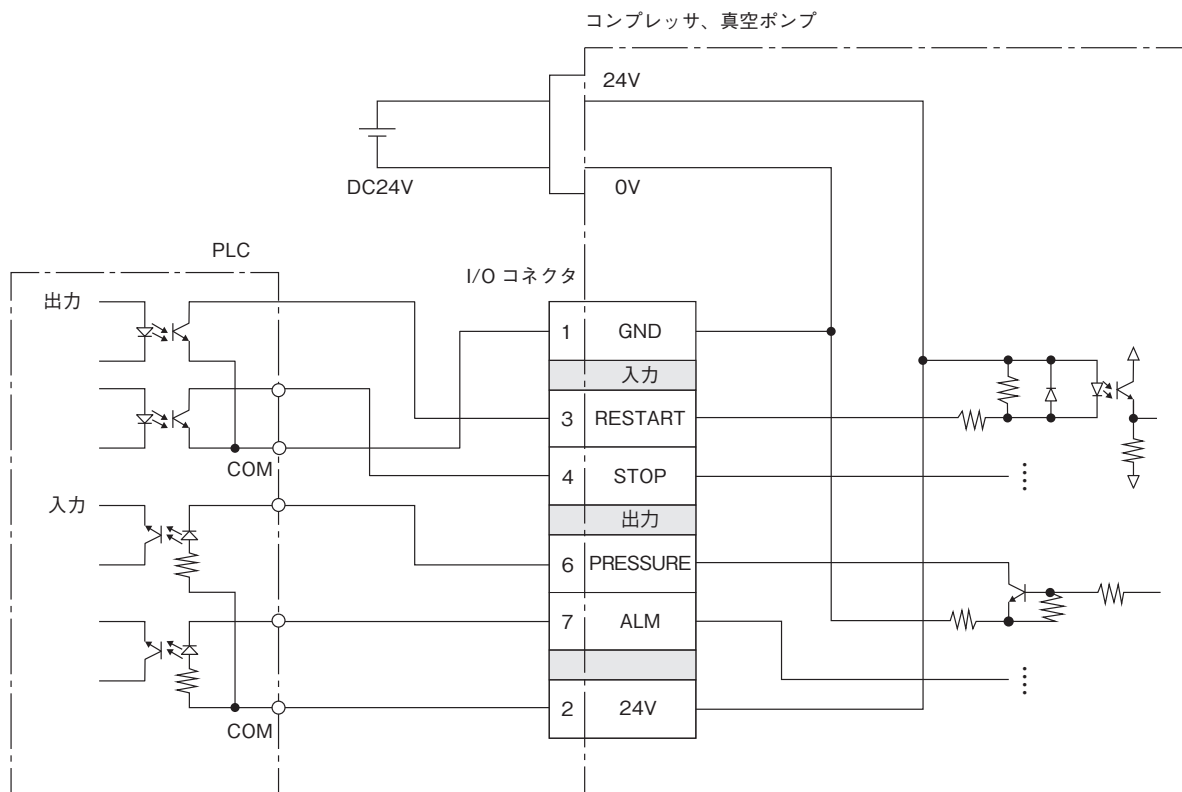 コンプレッサ、真空ポンプ
24V
DC24V
0V
PLC
I/O コネクタ
出力
1 GND
入力
3 RESTART
COM
4 STOP
入力
出力
6 PRESSURE
7 ALM
2 24V
COM